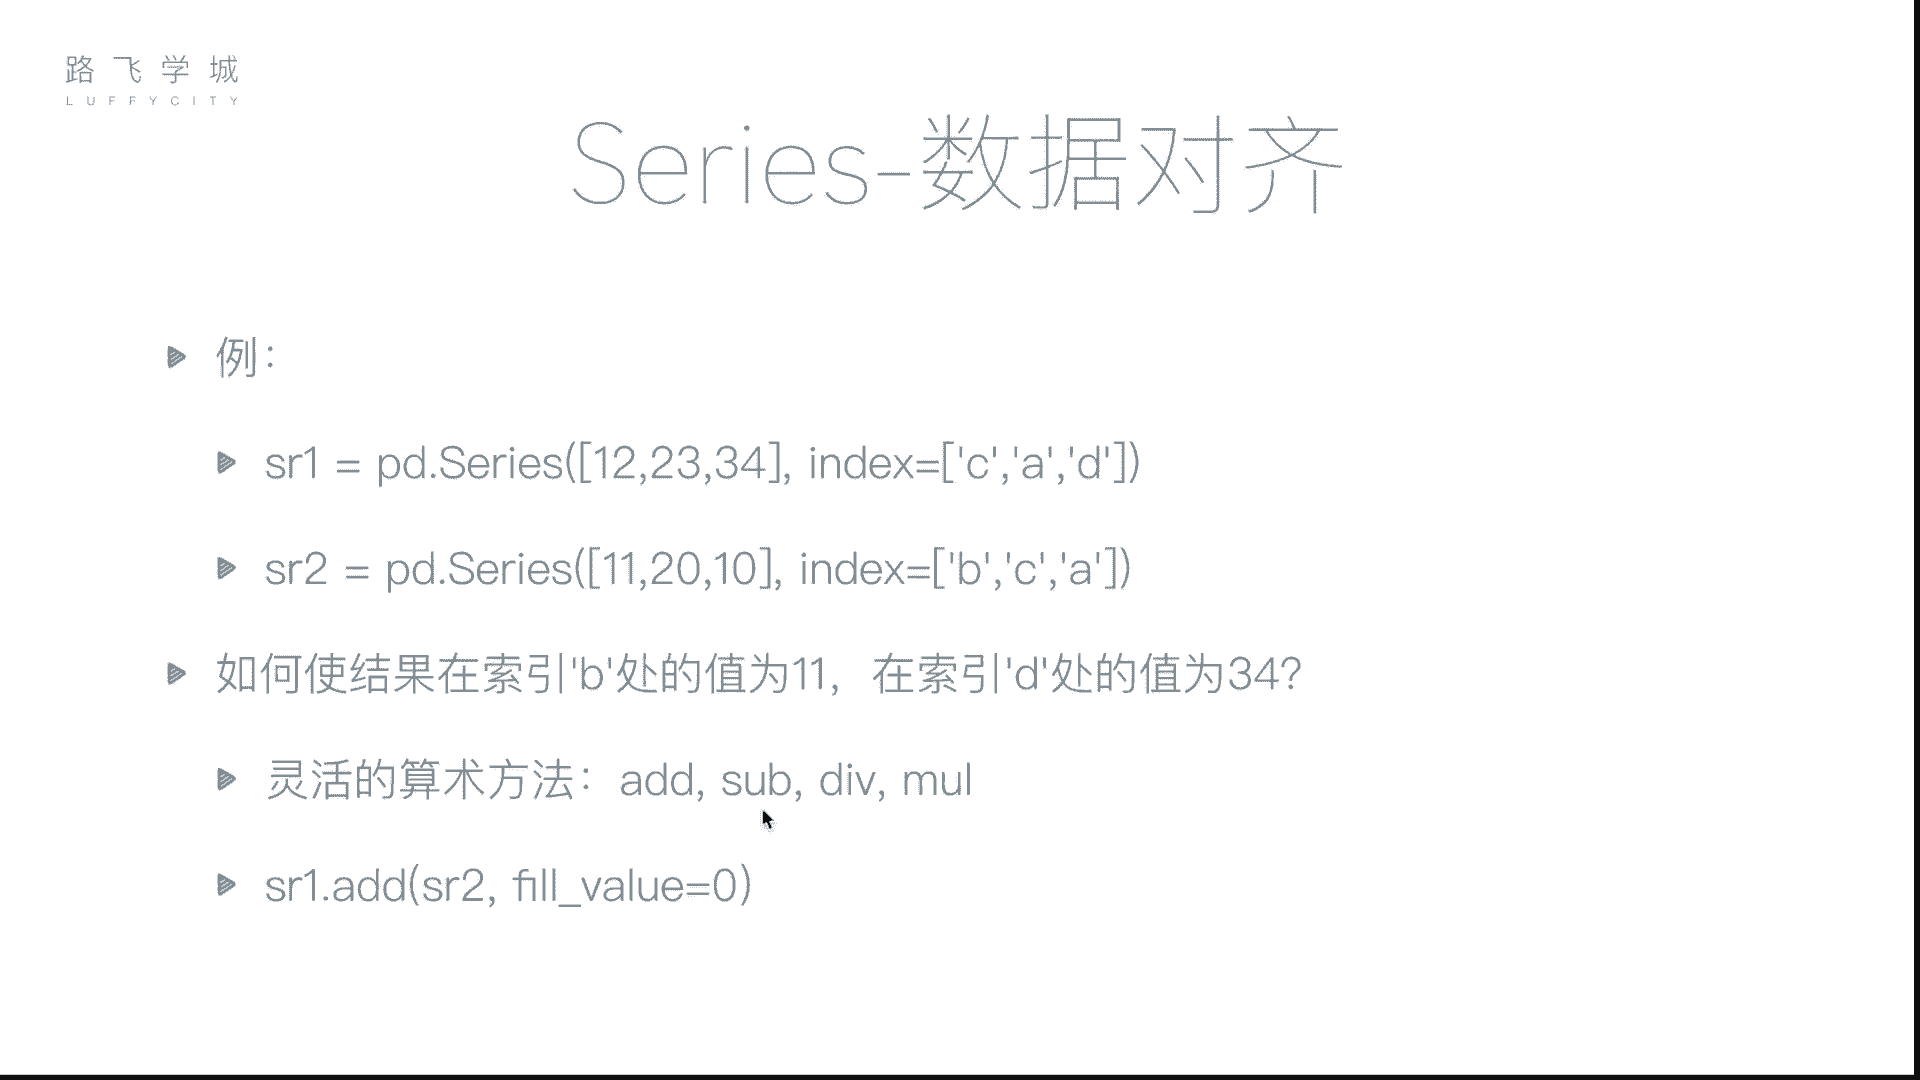 路飞学城
LUFFYCITY
Series-数据对齐
例：
sr1 = pd.Series([12,23,34], index=['c','a','d'])
sr2 = pd.Series([11,20,10], index=['b','c','a'])
如何使结果在索引'b'处的值为11，在索引'd'处的值为34？
灵活的算术方法：add, sub, div, mul
sr1.add(sr2, fill_value=0)